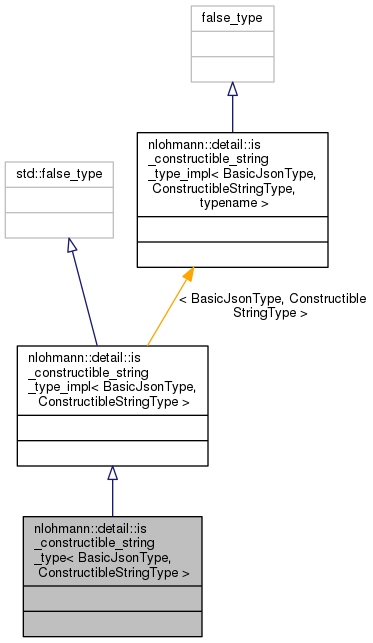 false_type
nlohmann::detail::is
_constructible_string
_type_impl< BasicJsonType,
ConstructibleStringType,
typename >
std::false_type
< BasicJsonType, Constructible
StringType >
nlohmann::detail::is
_constructible_string
_type_impl< BasicJsonType,
ConstructibleStringType >
nlohmann::detail::is
_constructible_string
_type< BasicJsonType,
ConstructibleStringType >